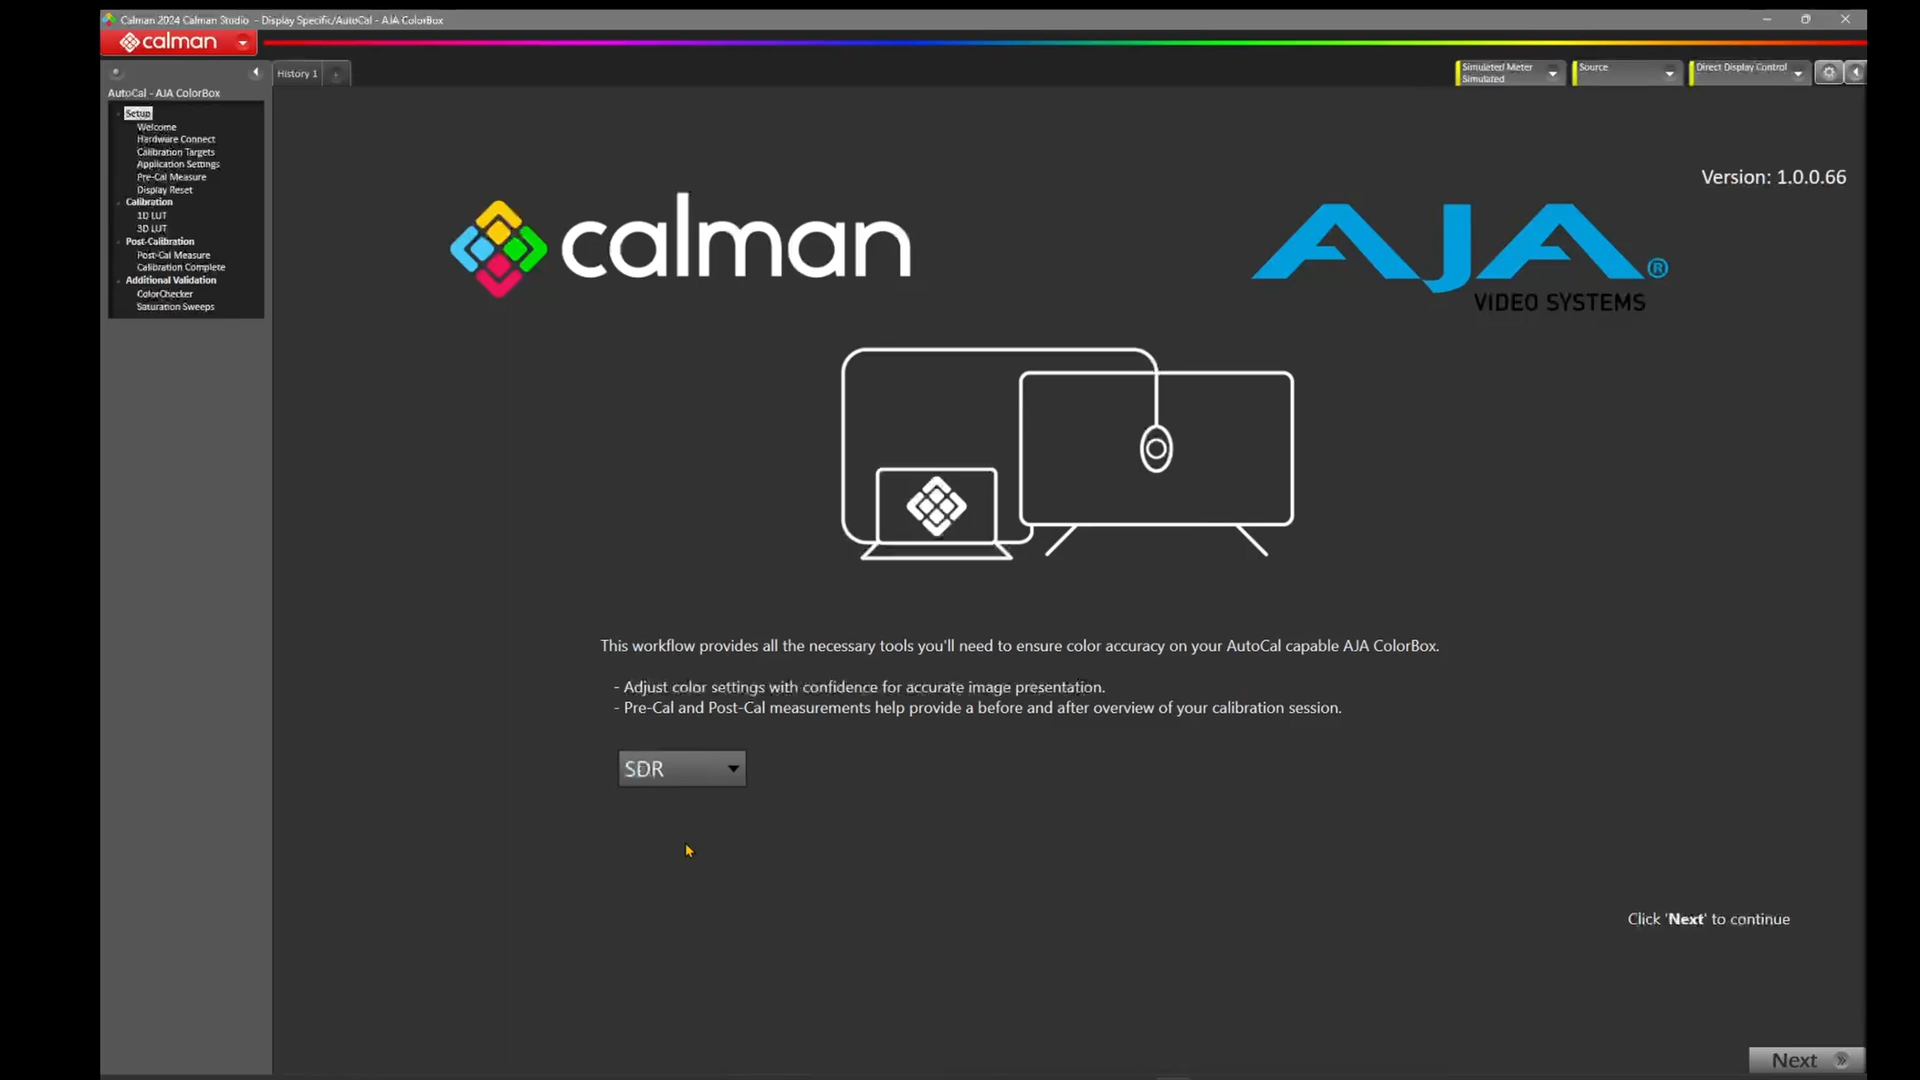 Calman 2024 Calman Studio - Display Specific/AutoCal - AJA ColorBox
calman
History 1
Simulated Meter
Simulated
Source
Direct Display Control
AutoCal - AJA ColorBox
Setup
Welcome
Hardware Connect
Calibration Targets
Application Settings
Pre-Cal Measure
Display Reset
Calibration
1D LUT
3D LUT
Post-Calibration
Post-Cal Measure
Calibration Complete
Additional Validation
ColorChecker
Saturation Sweeps
Version: 1.0.0.66
calman
AJA®
VIDEO SYSTEMS
This workflow provides all the necessary tools you'll need to ensure color accuracy on your AutoCal capable AJA ColorBox.
- Adjust color settings with confidence for accurate image presentation.
- Pre-Cal and Post-Cal measurements help provide a before and after overview of your calibration session.
SDR
Click 'Next' to continue
Next